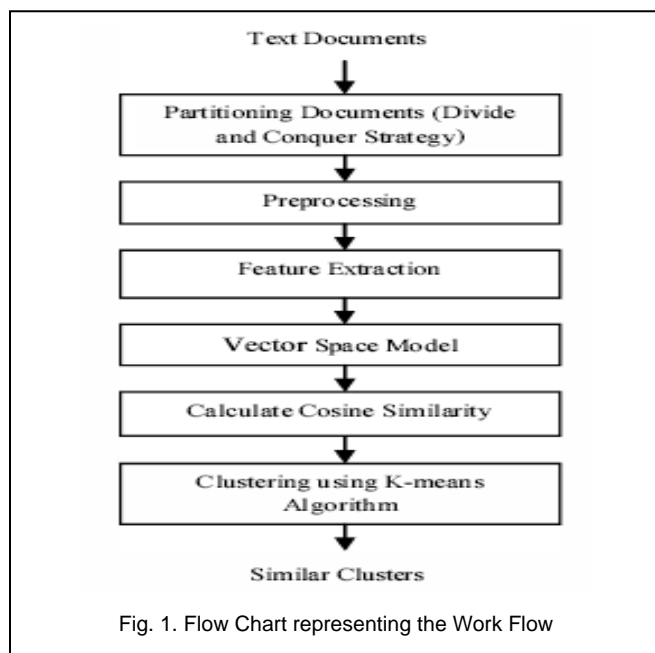 Text Documents
Partitioning Documents (Divide
and Conquer Strategy)
Preprocessing
Feature Extraction
Vector Space Model
Calculate Cosine Similarity
Clustering using K-means
Algorithm
Similar Clusters
Fig. 1. Flow Chart representing the Work Flow